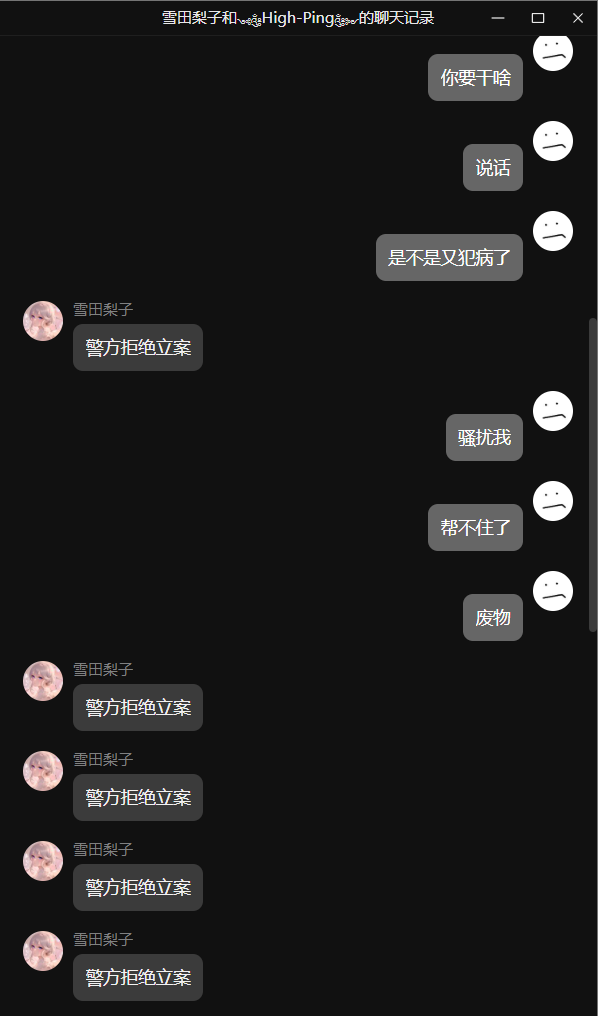 雪田梨子和High-Ping的聊天记录
你要干啥
说话
是不是又犯病了
雪田梨子
警方拒绝立案
骚扰我
帮不住了
废物
雪田梨子
警方拒绝立案
雪田梨子
警方拒绝立案
雪田梨子
警方拒绝立案
雪田梨子
警方拒绝立案